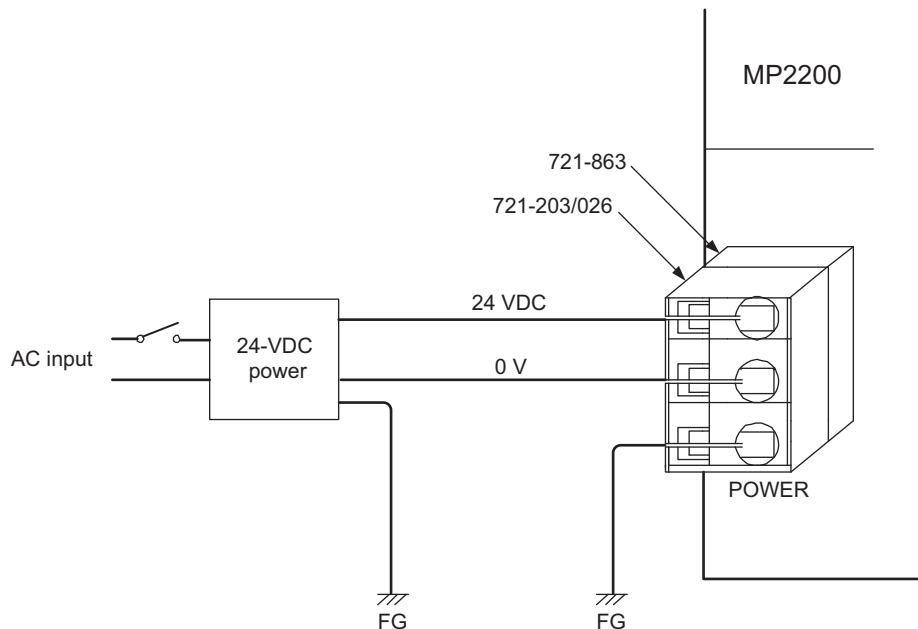 MP2200
721-863
721-203/026
24 VDC
AC input
24-VDC
power
0 V
POWER
FG
FG